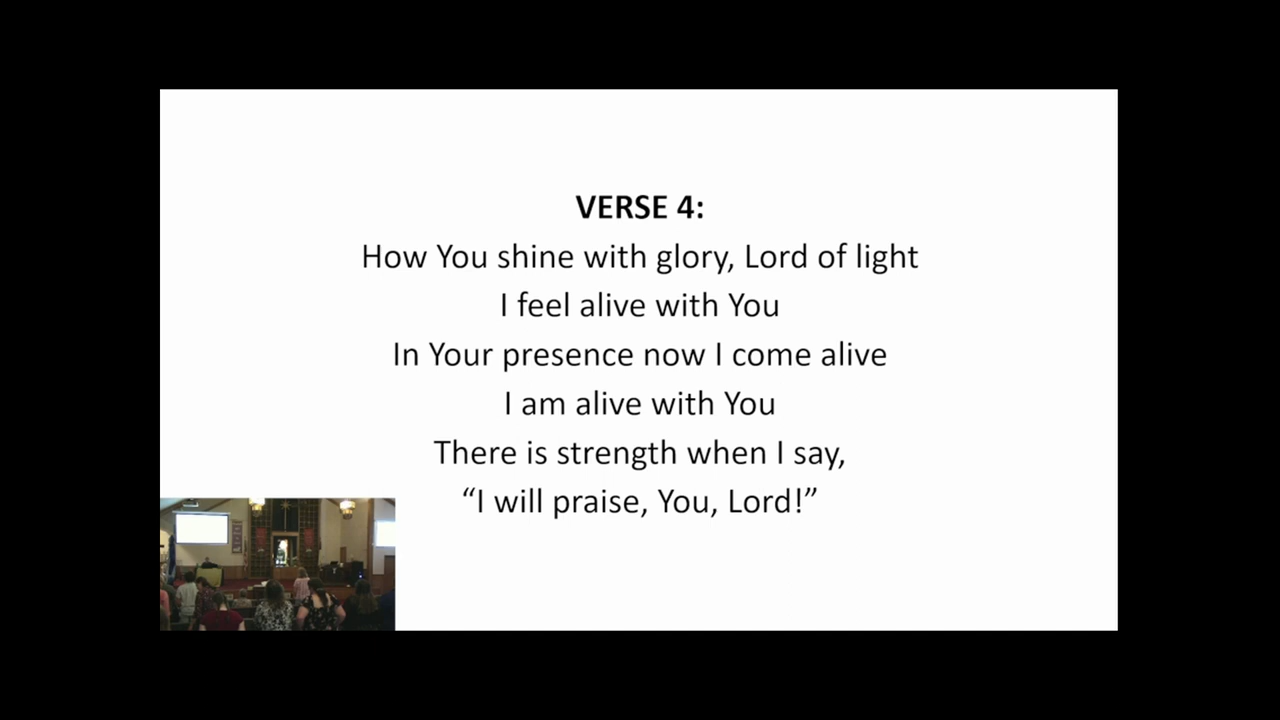 VERSE 4:
How You shine with glory, Lord of light
I feel alive with You
In Your presence now I come alive
I am alive with You
There is strength when I say,
“I will praise, You, Lord!”